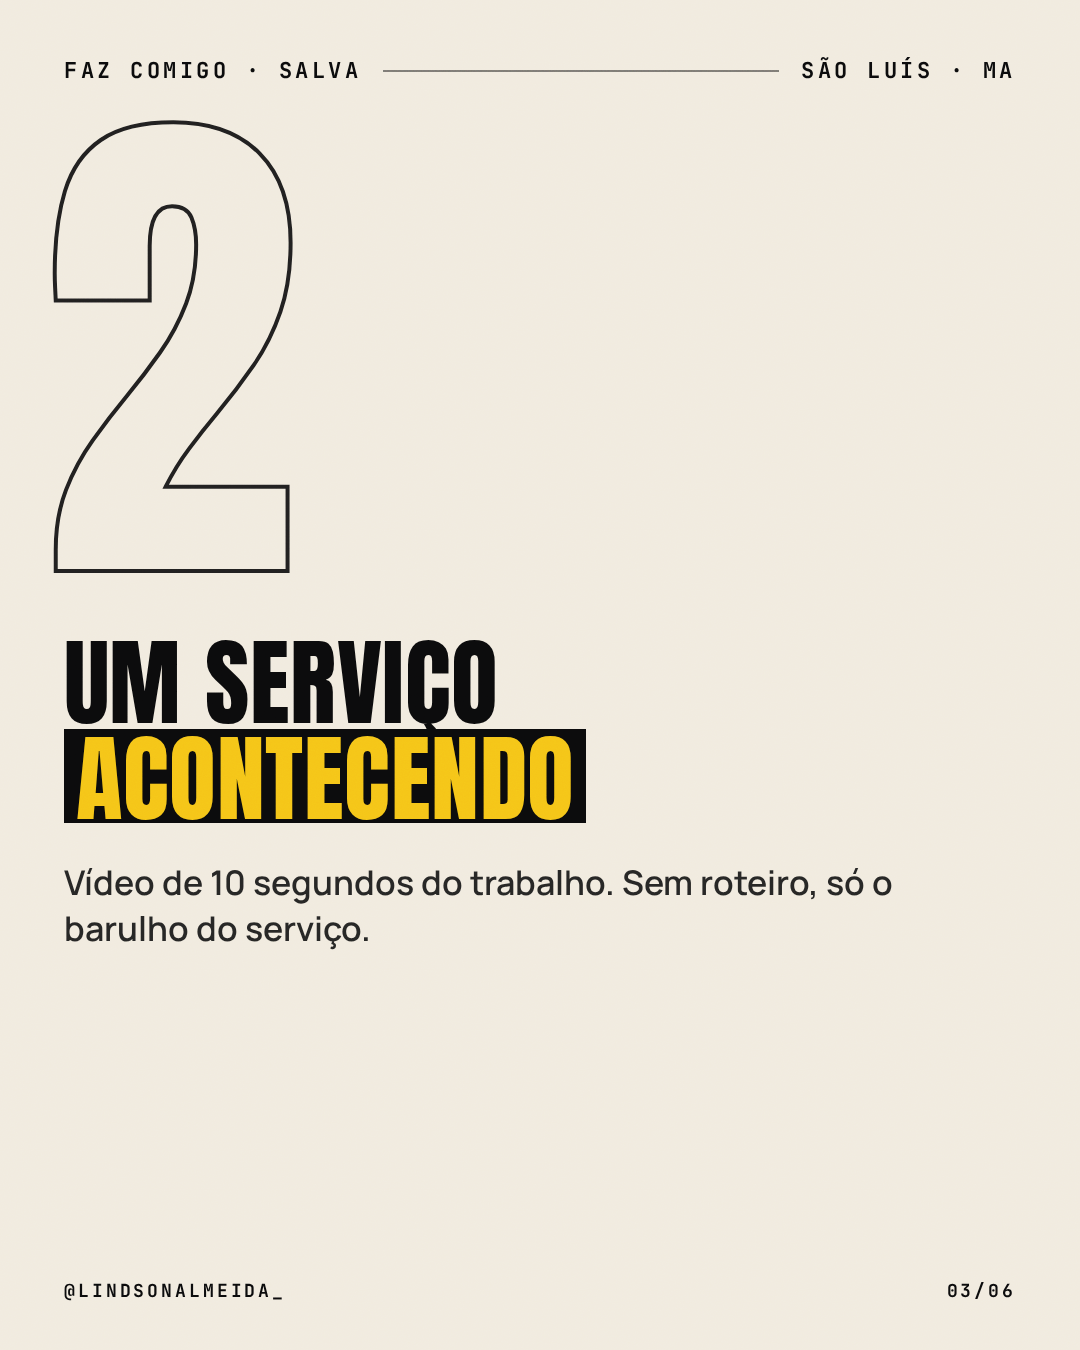 FAZ COMIGO · SALVA
SÃO LUÍS · MA
2
UM SERVIÇO
ACONTECENDO
Vídeo de 10 segundos do trabalho. Sem roteiro, só o
barulho do serviço.
@LINDSONALMEIDA_
03/06